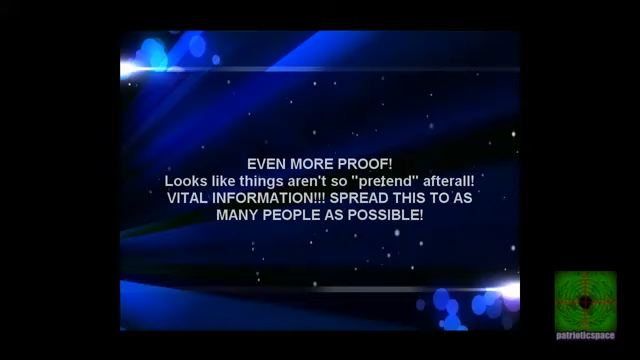 EVEN MORE PROOF!
Looks like things aren't so "pretend" afterall!
VITAL INFORMATION!!! SPREAD THIS TO AS
MANY PEOPLE AS POSSIBLE!
patrioticspace